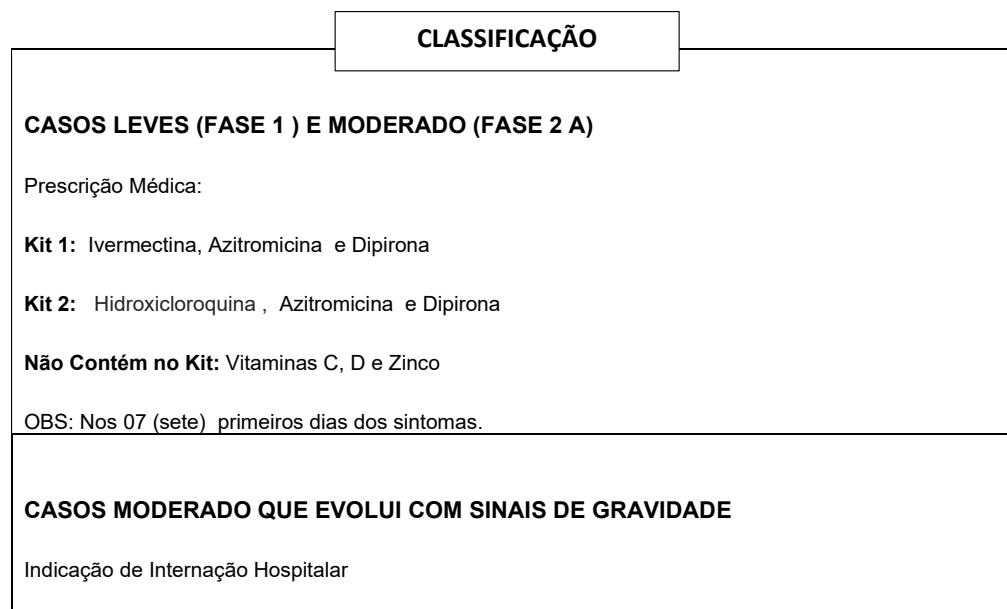 CLASSIFICAÇÃO
CASOS LEVES (FASE 1 ) E MODERADO (FASE 2 A)
Prescrição Médica:
Kit 1: Ivermectina, Azitromicina e Dipirona
Kit 2: Hidroxicloroquina , Azitromicina e Dipirona
Não Contém no Kit: Vitaminas C, D e Zinco
OBS: Nos 07 (sete) primeiros dias dos sintomas.
CASOS MODERADO QUE EVOLUI COM SINAIS DE GRAVIDADE
Indicação de Internação Hospitalar